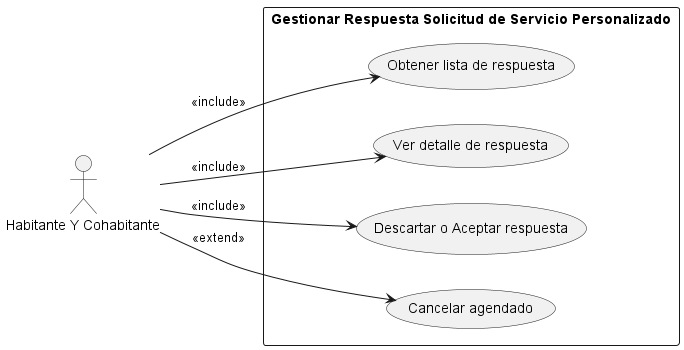 Gestionar Respuesta Solicitud de Servicio Personalizado
Obtener lista de respuesta
«include»
Ver detalle de respuesta
«include»
«include»
Habitante Y Cohabitante
Descartar o Aceptar respuesta
«extend»
Cancelar agendado